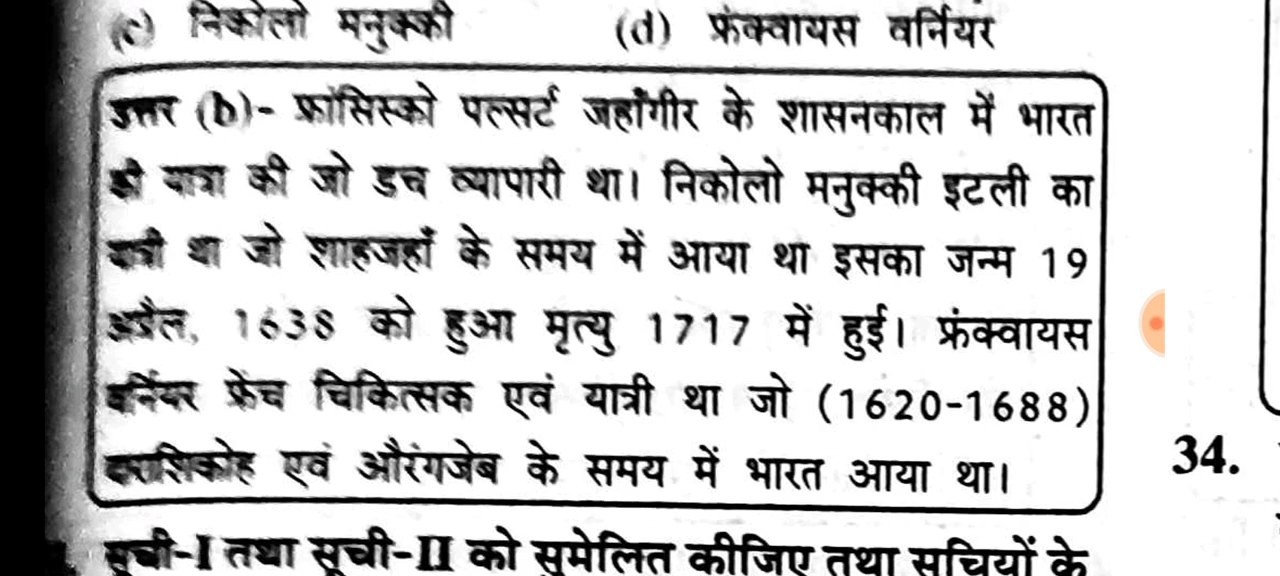 (c) निकोलो मनुक्की (d) फ्रंक्वायस वर्नियर
उत्तर (b)- फ्रांसिस्को पल्सर्ट जहाँगीर के शासनकाल में भारत
की यात्रा की जो डच व्यापारी था। निकोलो मनुक्की इटली का
यात्री था जो शाहजहाँ के समय में आया था इसका जन्म 19
अप्रैल, 1638 को हुआ मृत्यु 1717 में हुई। फ्रंक्वायस
वर्नियर फ्रेंच चिकित्सक एवं यात्री था जो (1620-1688)
दाराशिकोह एवं औरंगजेब के समय में भारत आया था।
34.
सूची-I तथा सूची-II को सुमेलित कीजिए तथा सूचियों के